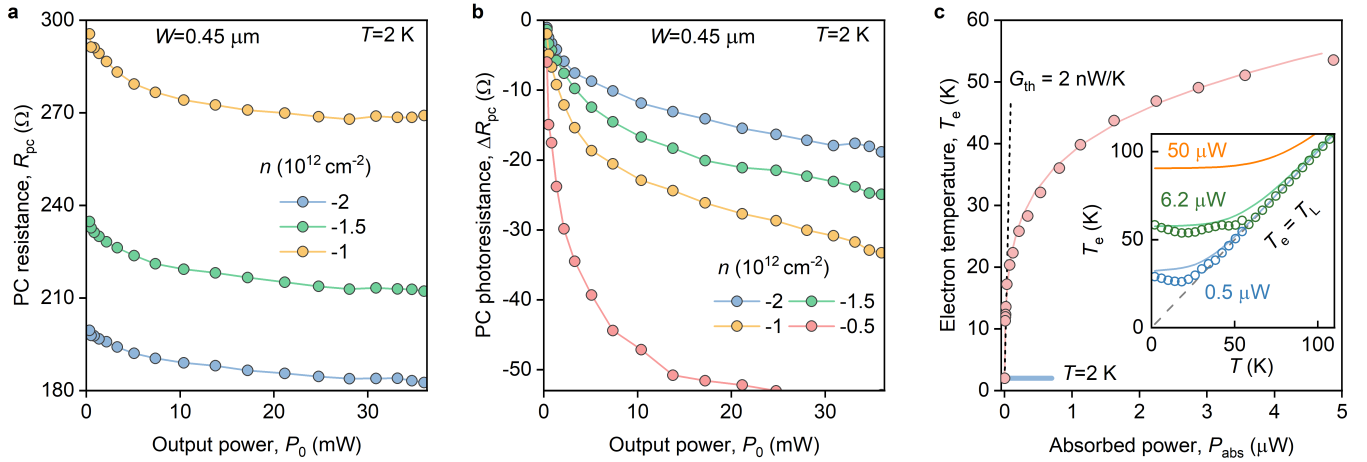 a
W=0.45 μm
T=2 K
PC resistance, Rpc (Ω)
300
270
240
210
180
n (10^12 cm^-2)
-2
-1.5
-1
0
10
20
30
Output power, P0 (mW)
b
W=0.45 μm
T=2 K
PC photoresistance, ΔRpc (Ω)
0
-10
-20
-30
-40
-50
n (10^12 cm^-2)
-2
-1.5
-1
-0.5
0
10
20
30
Output power, P0 (mW)
c
Gth = 2 nW/K
Electron temperature, Te (K)
60
50
40
30
20
10
0
T=2 K
0
1
2
3
4
5
Absorbed power, Pabs (μW)
50 μW
6.2 μW
0.5 μW
Te = TL
Te (K)
100
50
0
0
50
100
T (K)